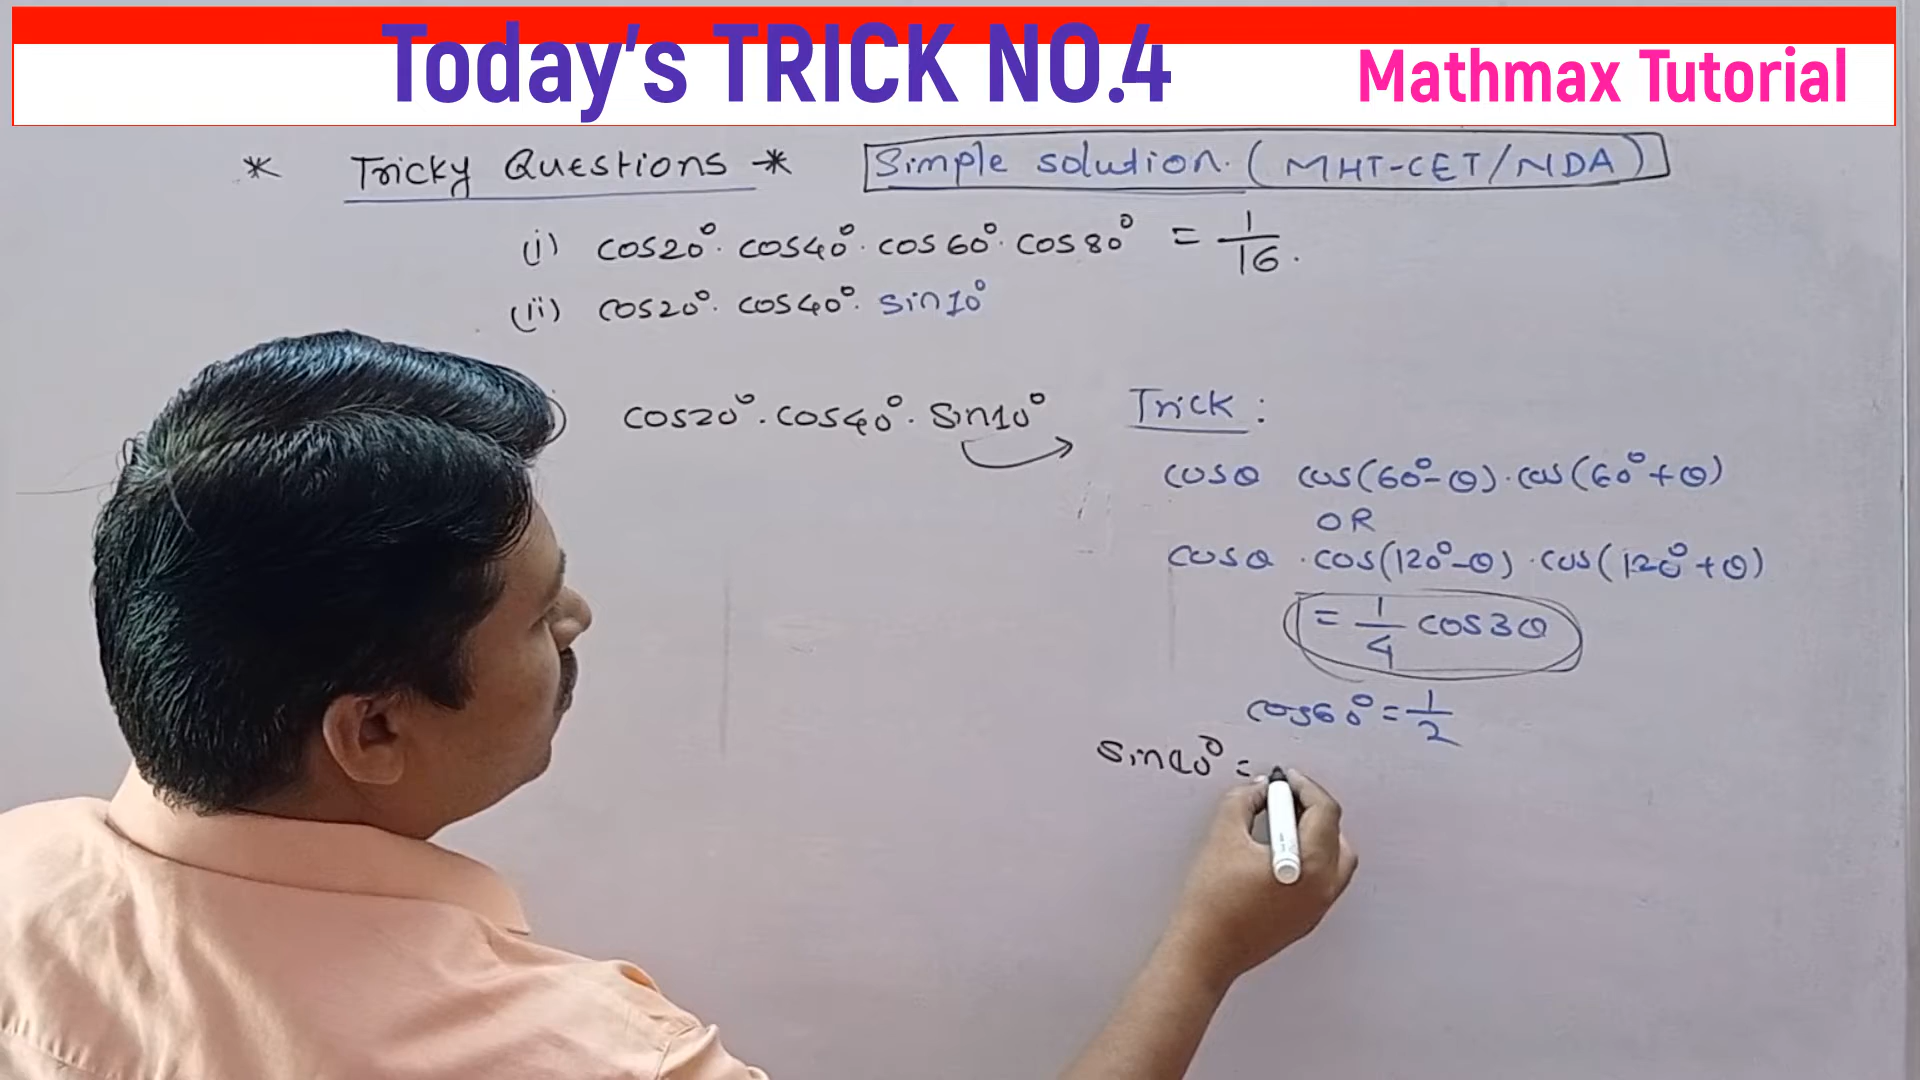 Today's TRICK NO.4
Mathmax Tutorial
* Tricky Questions * Simple solution. (MHT-CET/NDA)
(i) cos20°. cos40°. cos60°. cos80° = 1/16.
(ii) cos20°. cos40°. sin10°
) cos20°. cos40°. sin10°
Trick :
cosθ cos(60°-θ).cos(60°+θ)
OR
cosθ .cos(120°-θ) .cos(120°+θ)
= 1/4 cos3θ
cos60° = 1/2
sin10° =